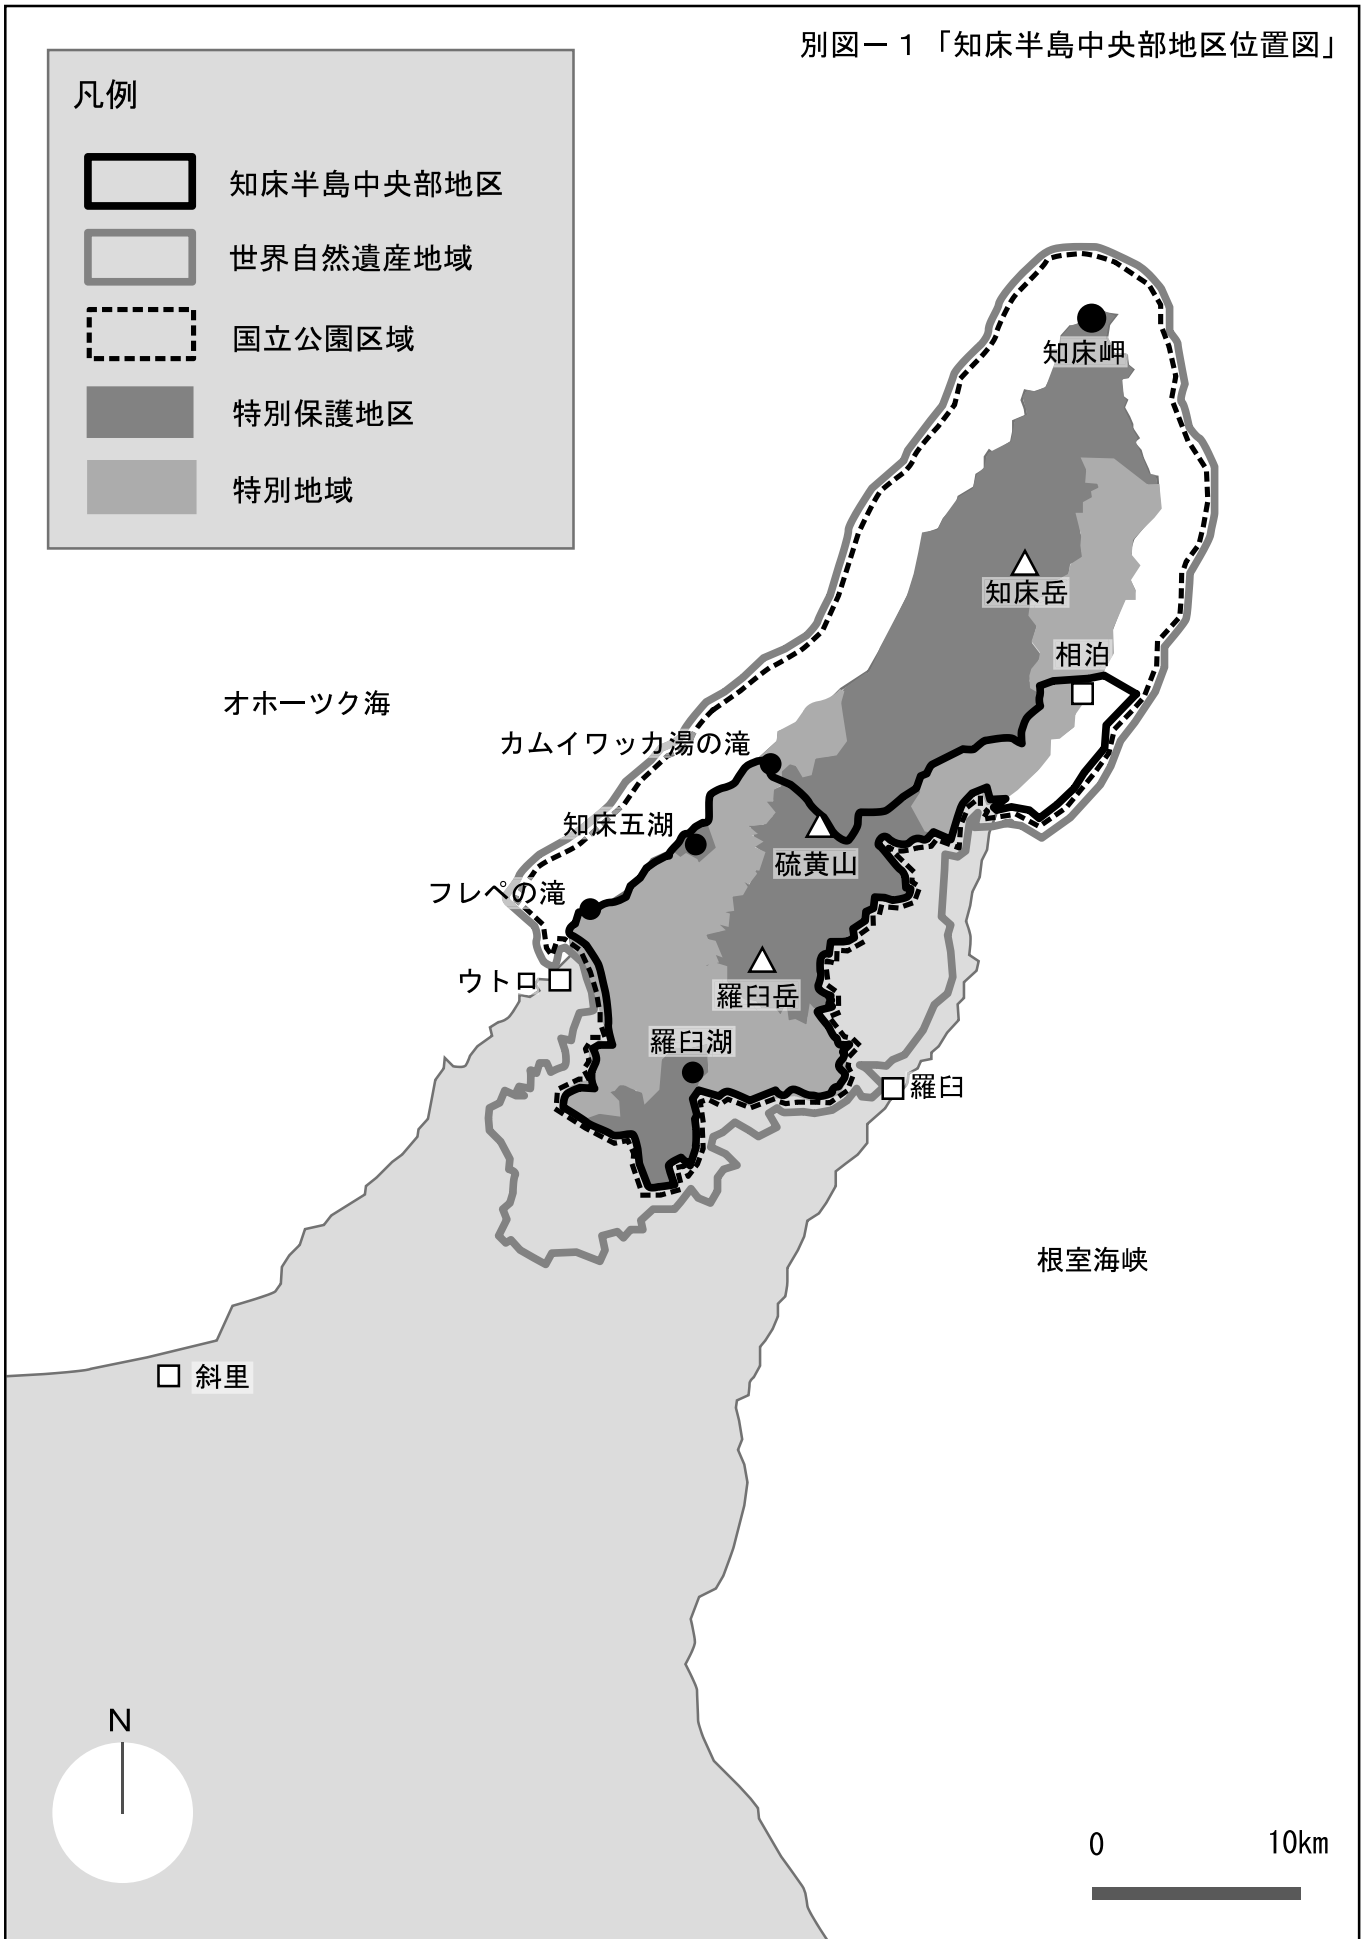 別図－１「知床半島中央部地区位置図」
凡例
知床半島中央部地区
世界自然遺産地域
国立公園区域
特別保護地区
特別地域
知床岬
知床岳
相泊
オホーツク海
カムイワッカ湯の滝
知床五湖
硫黄山
フレペの滝
ウトロ
羅臼岳
羅臼湖
羅臼
根室海峡
斜里
N
0 10km